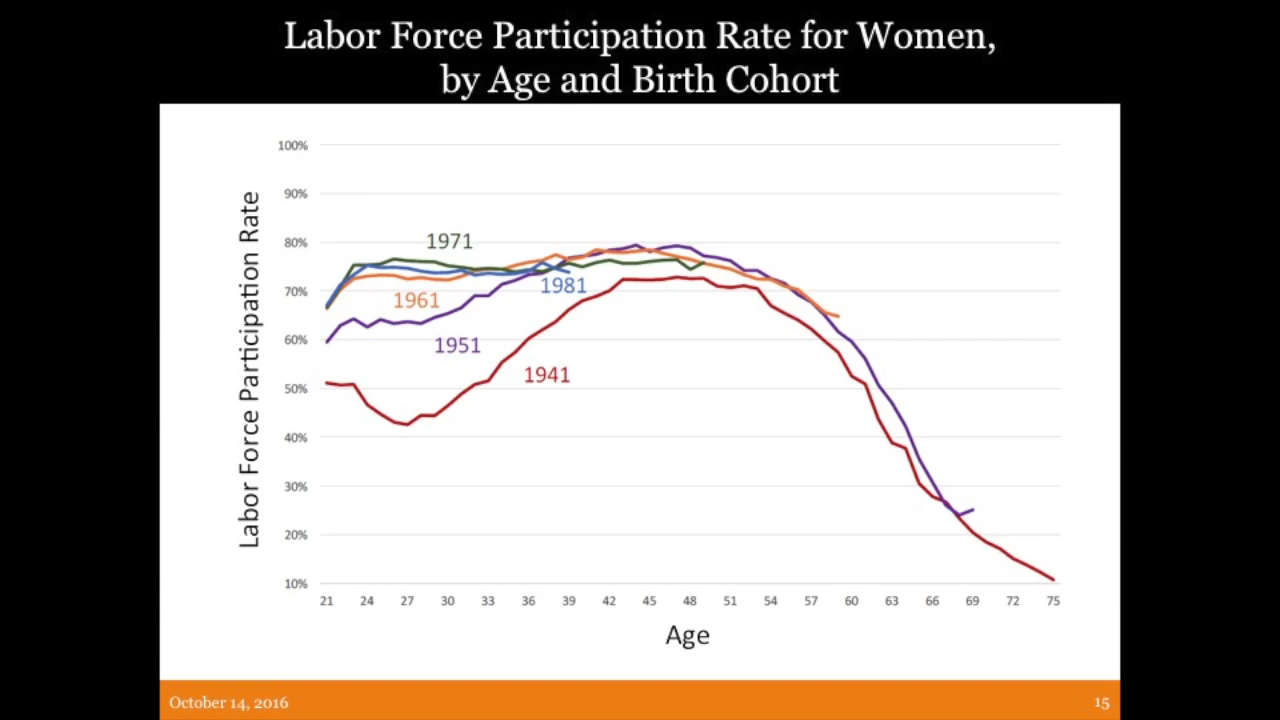 Labor Force Participation Rate for Women,
by Age and Birth Cohort
Labor Force Participation Rate
100%
90%
80%
70%
60%
50%
40%
30%
20%
10%
1971
1981
1961
1951
1941
21 24 27 30 33 36 39 42 45 48 51 54 57 60 63 66 69 72 75
Age
October 14, 2016
15